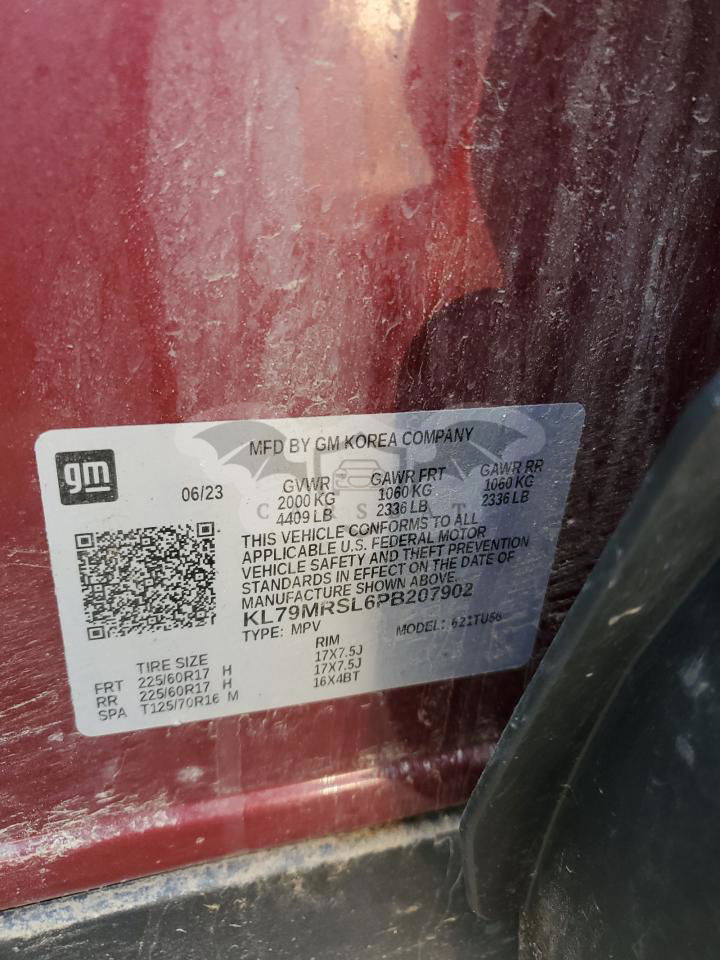 MFD BY GM KOREA COMPANY
gm
06/23
GVWR GAWR FRT GAWR RR
2000 KG 1060 KG 1060 KG
4409 LB 2336 LB 2336 LB
THIS VEHICLE CONFORMS TO ALL
APPLICABLE U.S. FEDERAL MOTOR
VEHICLE SAFETY AND THEFT PREVENTION
STANDARDS IN EFFECT ON THE DATE OF
MANUFACTURE SHOWN ABOVE.
KL79MRSL6PB207902
TYPE: MPV MODEL:
TIRE SIZE RIM
FRT 225/60R17 H 17X7.5J
RR 225/60R17 H 17X7.5J
SPA T125/70R16 M 16X4BT